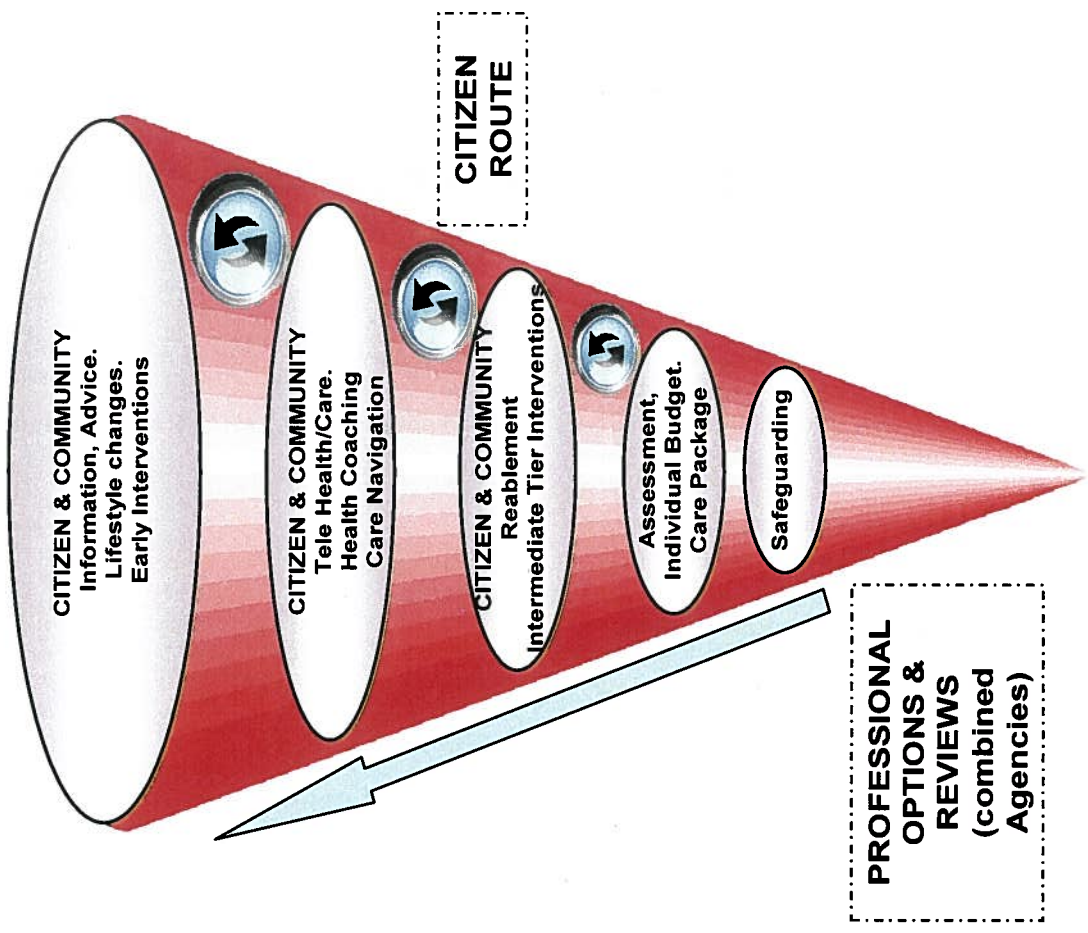 CITIZEN & COMMUNITY
Information, Advice.
Lifestyle changes.
Early Interventions
CITIZEN & COMMUNITY
Tele Health/Care.
Health Coaching
Care Navigation
CITIZEN & COMMUNITY
Reablement
Intermediate Tier Interventions
Assessment,
Individual Budget.
Care Package
Safeguarding
CITIZEN
ROUTE
PROFESSIONAL
OPTIONS &
REVIEWS
(combined
Agencies)